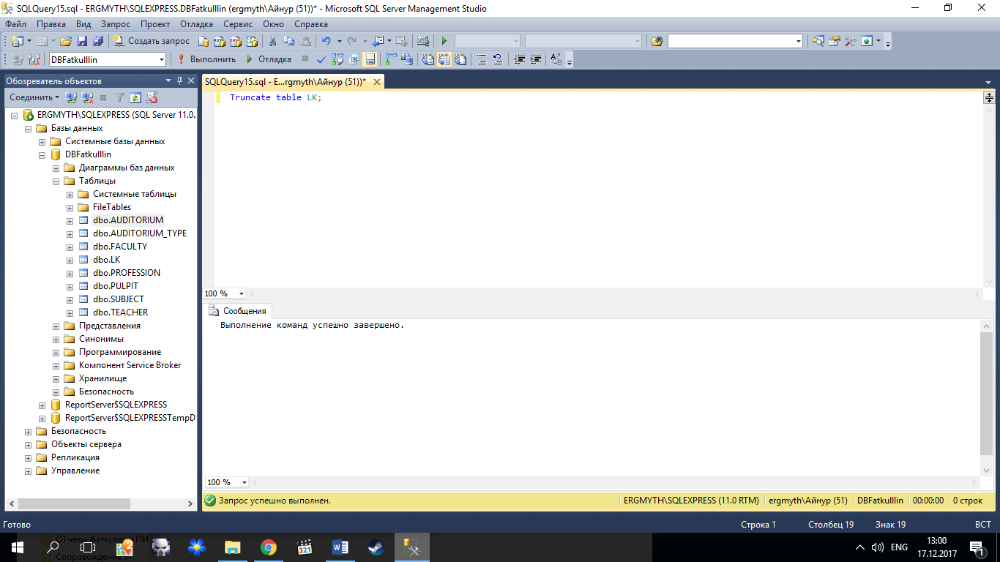 SQLQuery15.sql - ERGMYTH\SQLEXPRESS.DBFatkulllin (ergmyth\Айнур (51))* - Microsoft SQL Server Management Studio
Файл Правка Вид Запрос Проект Отладка Сервис Окно Справка
Создать запрос
DBFatkulllin Выполнить Отладка
Обозреватель объектов
SQLQuery15.sql - E...rgmyth\Айнур (51))*
Соединить
Truncate table LK;
ERGMYTH\SQLEXPRESS (SQL Server 11.0.
Базы данных
Системные базы данных
DBFatkulllin
Диаграммы баз данных
Таблицы
Системные таблицы
FileTables
dbo.AUDITORIUM
dbo.AUDITORIUM_TYPE
dbo.FACULTY
dbo.LK
dbo.PROFESSION
dbo.PULPIT
dbo.SUBJECT
dbo.TEACHER
Представления
Синонимы
Программирование
Компонент Service Broker
Хранилище
Безопасность
ReportServer$SQLEXPRESS
ReportServer$SQLEXPRESSTempD
Безопасность
Объекты сервера
Репликация
Управление
100 %
Сообщения
Выполнение команд успешно завершено.
100 %
Запрос успешно выполнен.
ERGMYTH\SQLEXPRESS (11.0 RTM) ergmyth\Айнур (51) DBFatkulllin 00:00:00 0 строк
Готово Строка 1 Столбец 19 Знак 19 ВСТ
321
ENG
13:00
17.12.2017
1